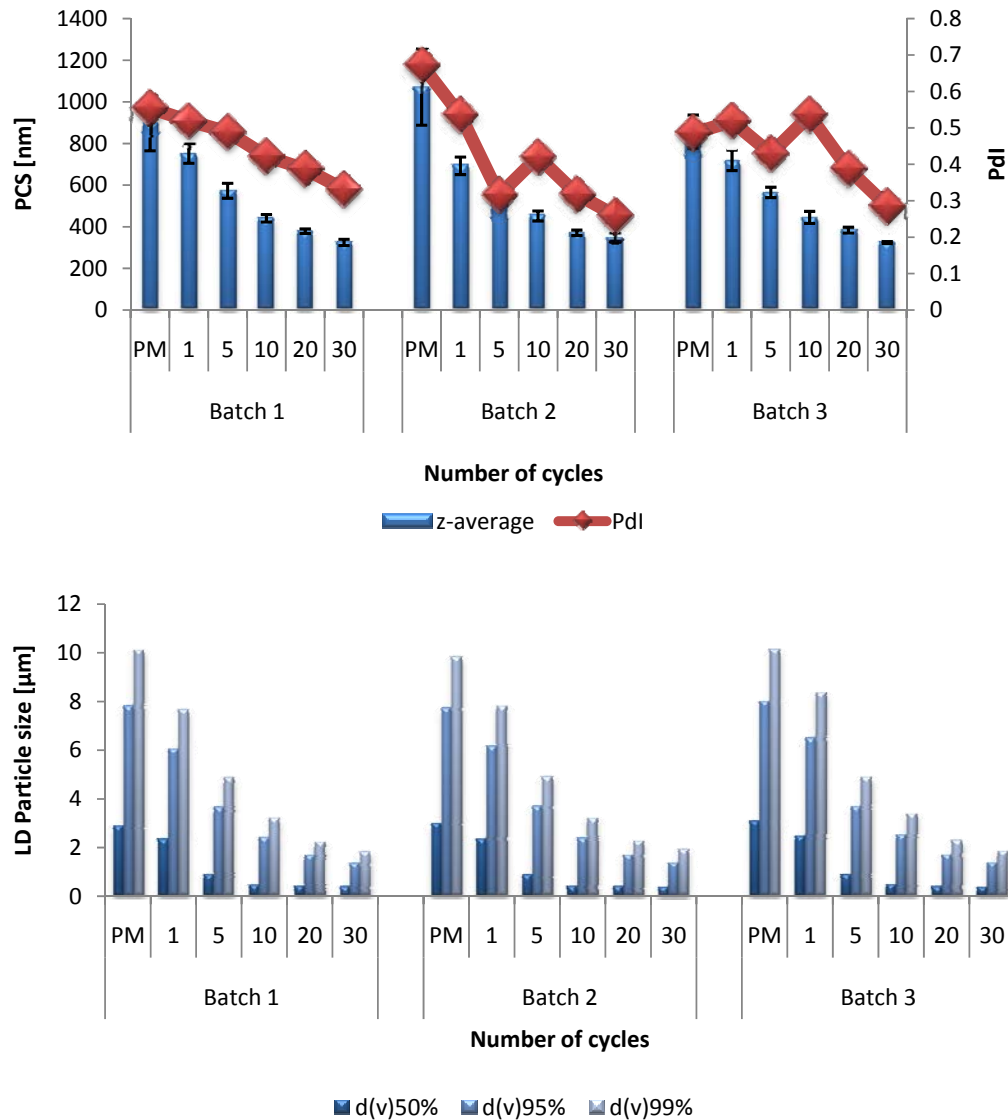 1400 0.8
1200 0.7
1000 0.6
800 0.5
600 0.4
400 0.3
200 0.2
0 0.1
0
PCS [nm]
PdI
PM 1 5 10 20 30 PM 1 5 10 20 30 PM 1 5 10 20 30
Batch 1 Batch 2 Batch 3
Number of cycles
z-average PdI
12
10
8
6
4
2
0
LD Particle size [µm]
PM 1 5 10 20 30 PM 1 5 10 20 30 PM 1 5 10 20 30
Batch 1 Batch 2 Batch 3
Number of cycles
d(v)50% d(v)95% d(v)99%